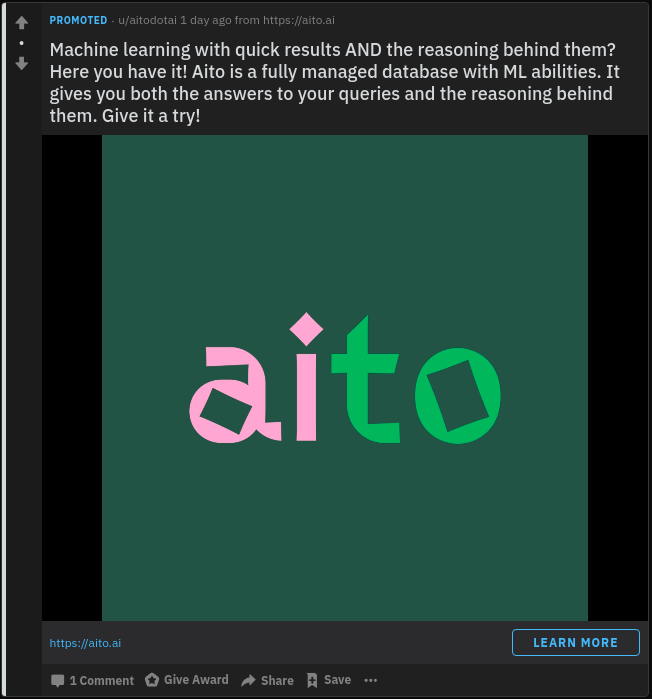 PROMOTED · u/aitodotai 1 day ago from https://aito.ai
Machine learning with quick results AND the reasoning behind them?
Here you have it! Aito is a fully managed database with ML abilities. It
gives you both the answers to your queries and the reasoning behind
them. Give it a try!
aito
https://aito.ai
LEARN MORE
1 Comment Give Award Share Save ...